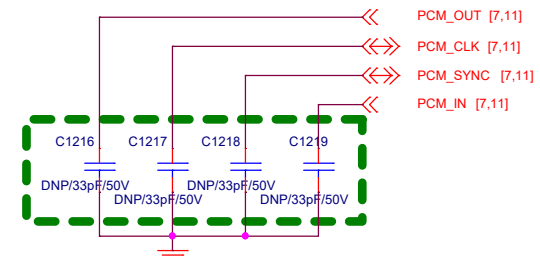 PCM_OUT [7,11]
PCM_CLK [7,11]
PCM_SYNC [7,11]
PCM_IN [7,11]
C1216 C1217 C1218 C1219
DNP/33pF/50V DNP/33pF/50V
DNP/33pF/50V DNP/33pF/50V